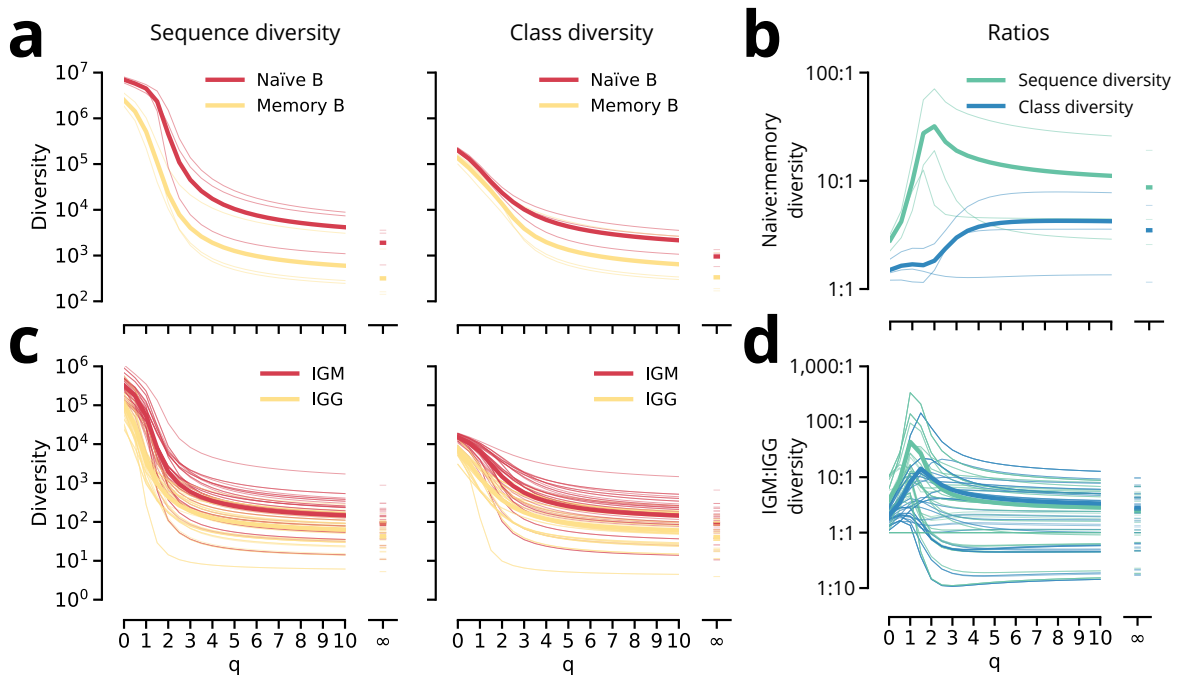 a
Sequence diversity
Class diversity
b
Ratios
Diversity
10⁷
10⁶
10⁵
10⁴
10³
10²
Naïve B
Memory B
Naïve B
Memory B
Naive:memory
diversity
100:1
10:1
1:1
Sequence diversity
Class diversity
c
Diversity
10⁶
10⁵
10⁴
10³
10²
10¹
10⁰
IGM
IGG
IGM
IGG
0 1 2 3 4 5 6 7 8 9 10 ∞
q
0 1 2 3 4 5 6 7 8 9 10 ∞
q
d
IGM:IGG
diversity
1,000:1
100:1
10:1
1:1
1:10
0 1 2 3 4 5 6 7 8 9 10 ∞
q